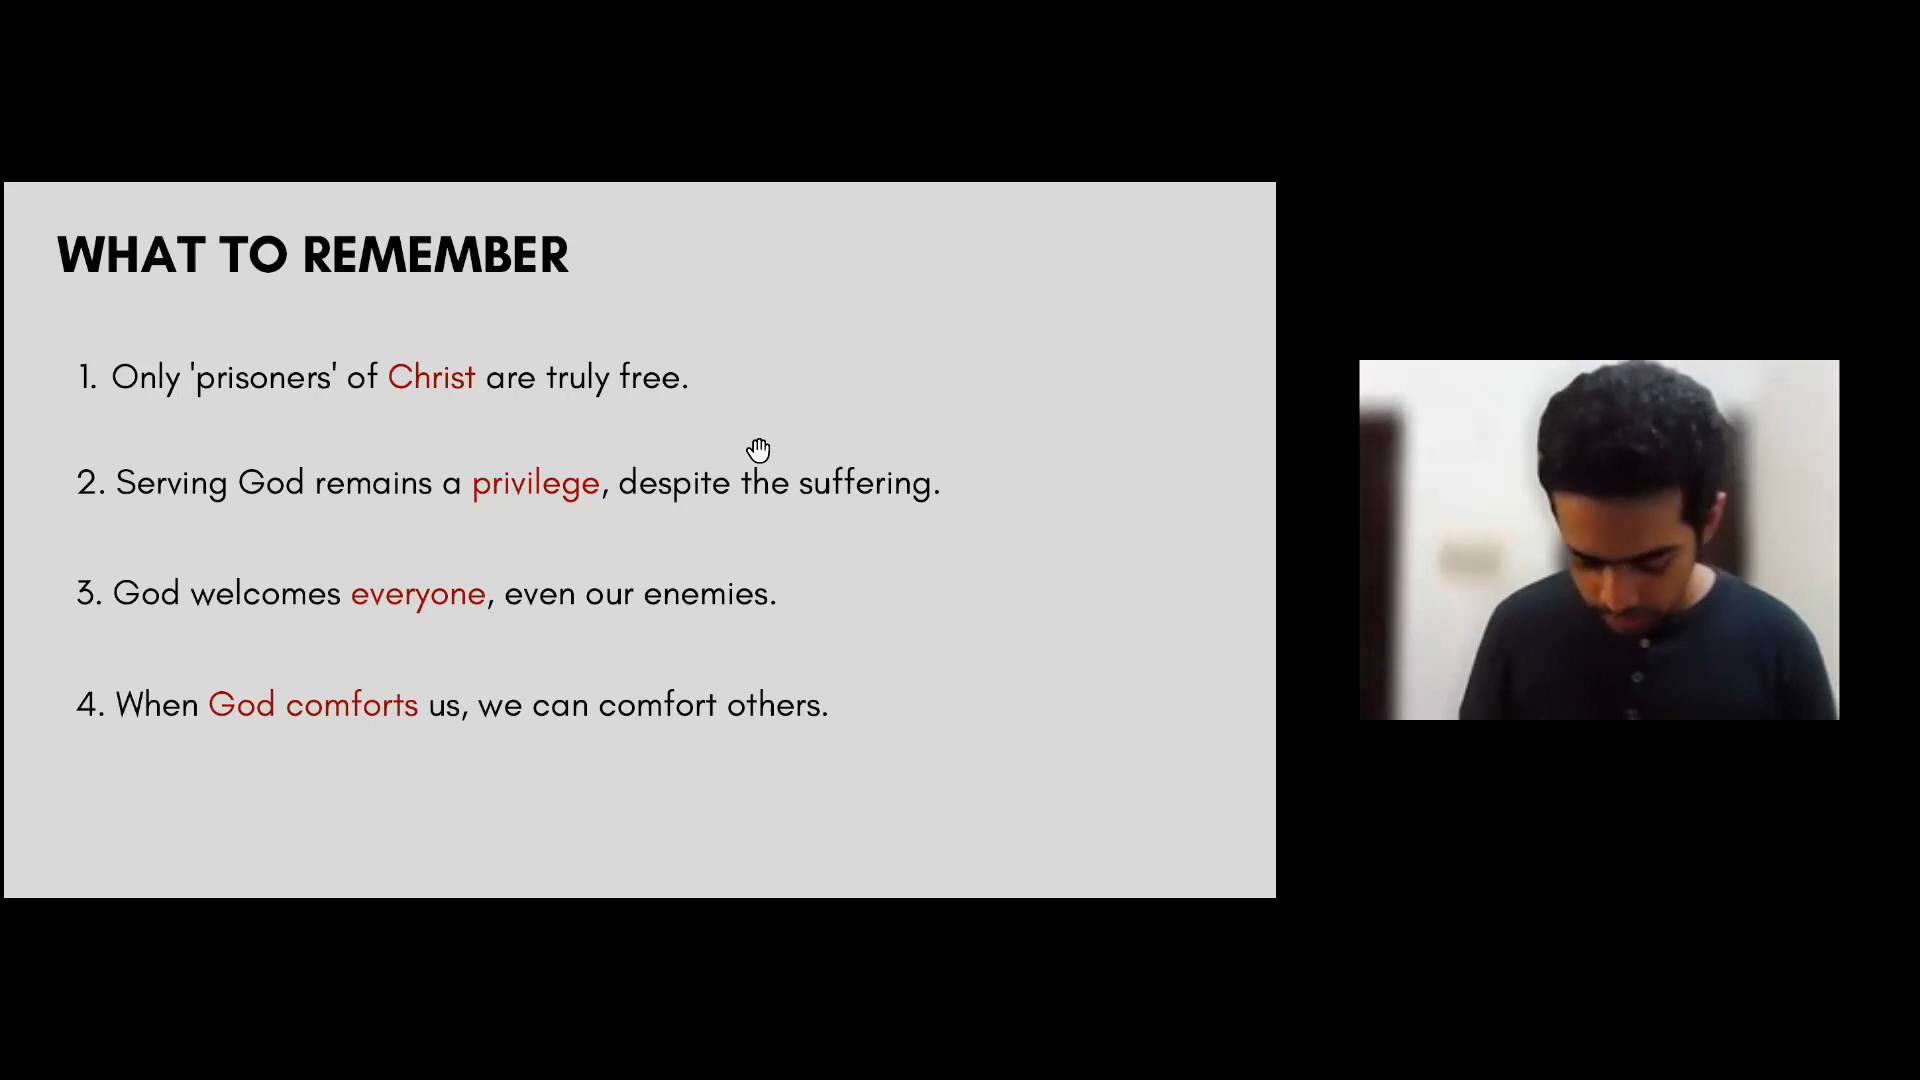 WHAT TO REMEMBER
1. Only 'prisoners' of Christ are truly free.
2. Serving God remains a privilege, despite the suffering.
3. God welcomes everyone, even our enemies.
4. When God comforts us, we can comfort others.